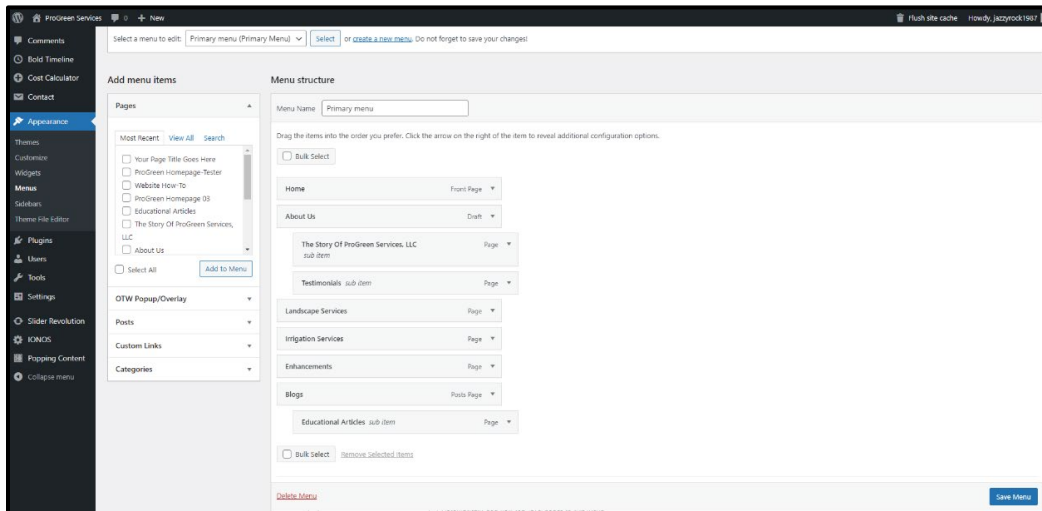 ProGreen Services 0 + New Flush site cache Howdy, jazzyrock1987
Comments
Bold Timeline
Cost Calculator
Contact
Appearance
Themes
Customize
Widgets
Menus
Sidebars
Theme File Editor
Plugins
Users
Tools
Settings
Slider Revolution
IONOS
Popping Content
Collapse menu
Select a menu to edit: Primary menu (Primary Menu) Select or create a new menu. Do not forget to save your changes!
Add menu items
Pages
Most Recent View All Search
Your Page Title Goes Here
ProGreen Homepage-Tester
Website How-To
ProGreen Homepage 03
Educational Articles
The Story Of ProGreen Services,
LLC
About Us
Select All Add to Menu
OTW Popup/Overlay
Posts
Custom Links
Categories
Menu structure
Menu Name Primary menu
Drag the items into the order you prefer. Click the arrow on the right of the item to reveal additional configuration options.
Bulk Select
Home Front Page
About Us Draft
The Story Of ProGreen Services, LLC Page
sub item
Testimonials sub item Page
Landscape Services Page
Irrigation Services Page
Enhancements Page
Blogs Posts Page
Educational Articles sub item Page
Bulk Select Remove Selected Items
Delete Menu Save Menu